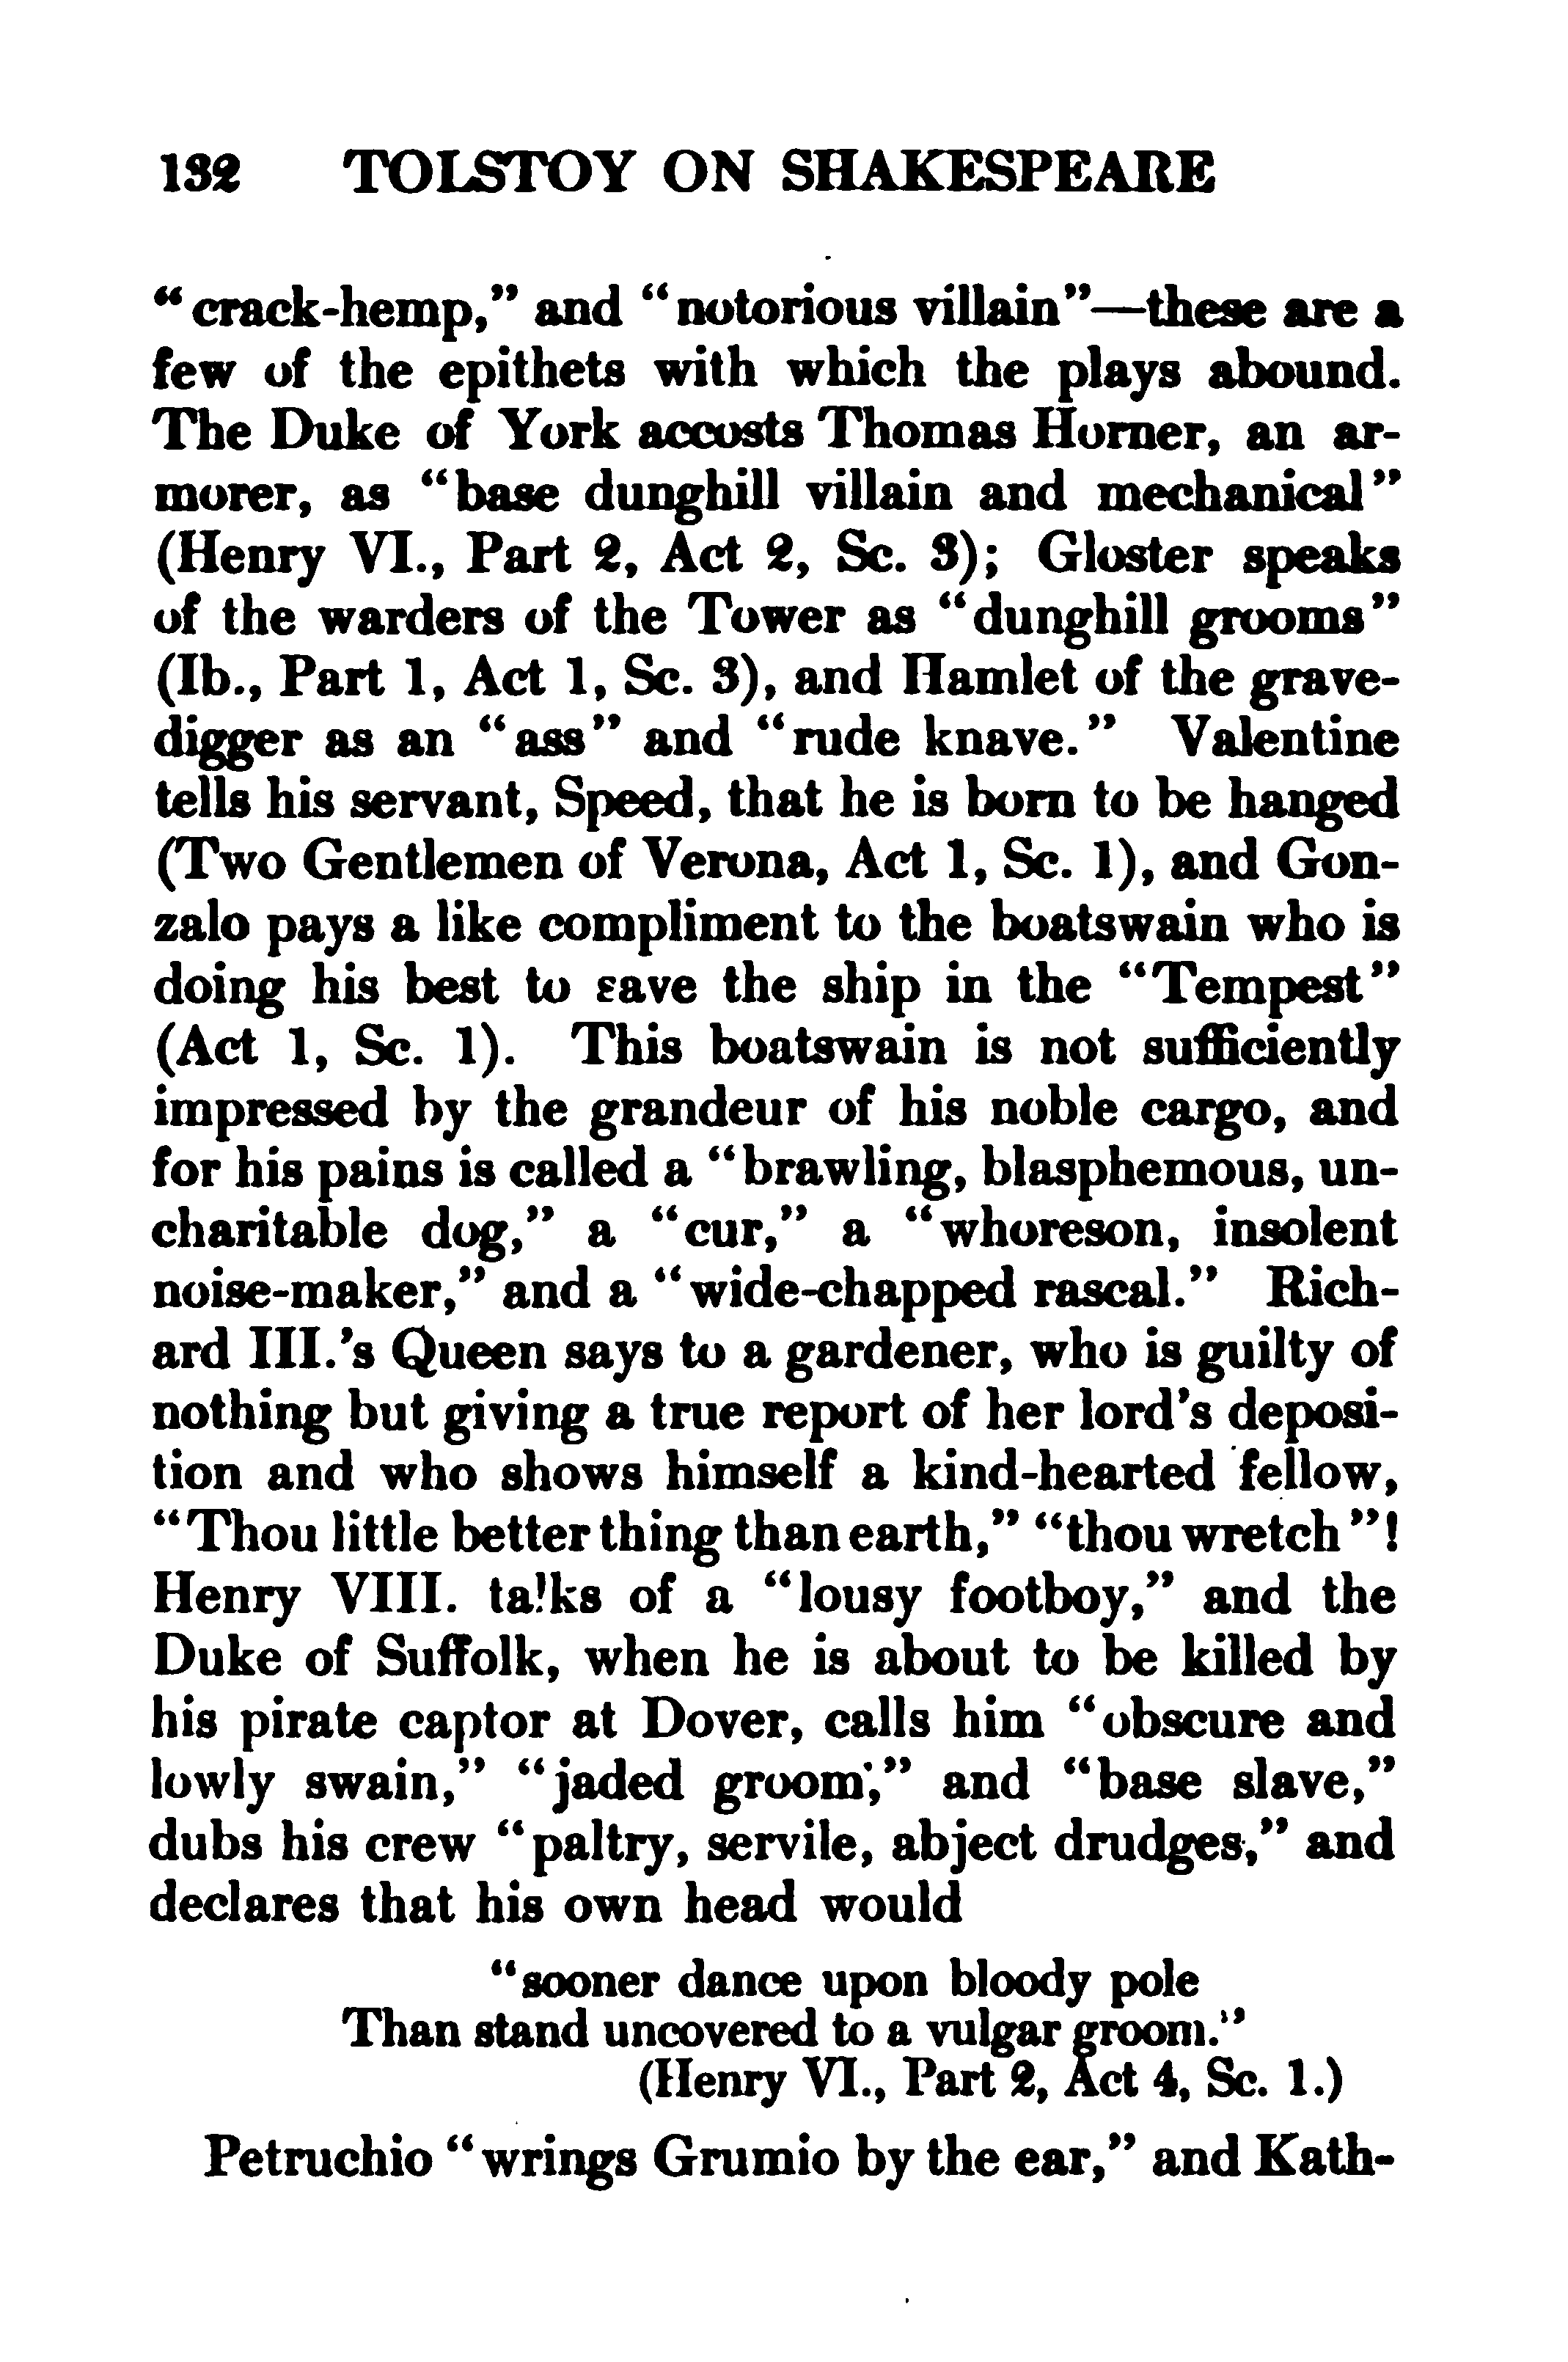 132 TOLSTOY ON SHAKESPEARE
“crack-hemp,” and “notorious villain”—these are a
few of the epithets with which the plays abound.
The Duke of York accosts Thomas Horner, an ar-
morer, as “base dunghill villain and mechanical”
(Henry VI., Part 2, Act 2, Sc. 3); Gloster speaks
of the warders of the Tower as “dunghill grooms”
(Ib., Part 1, Act 1, Sc. 3), and Hamlet of the grave-
digger as an “ass” and “rude knave.” Valentine
tells his servant, Speed, that he is born to be hanged
(Two Gentlemen of Verona, Act 1, Sc. 1), and Gon-
zalo pays a like compliment to the boatswain who is
doing his best to save the ship in the “Tempest”
(Act 1, Sc. 1). This boatswain is not sufficiently
impressed by the grandeur of his noble cargo, and
for his pains is called a “brawling, blasphemous, un-
charitable dog,” a “cur,” a “whoreson, insolent
noise-maker,” and a “wide-chapped rascal.” Rich-
ard III.’s Queen says to a gardener, who is guilty of
nothing but giving a true report of her lord’s deposi-
tion and who shows himself a kind-hearted fellow,
“Thou little better thing than earth,” “thou wretch”!
Henry VIII. talks of a “lousy footboy,” and the
Duke of Suffolk, when he is about to be killed by
his pirate captor at Dover, calls him “obscure and
lowly swain,” “jaded groom,” and “base slave,”
dubs his crew “paltry, servile, abject drudges,” and
declares that his own head would
“sooner dance upon bloody pole
Than stand uncovered to a vulgar groom.”
(Henry VI., Part 2, Act 4, Sc. 1.)
Petruchio “wrings Grumio by the ear,” and Kath-